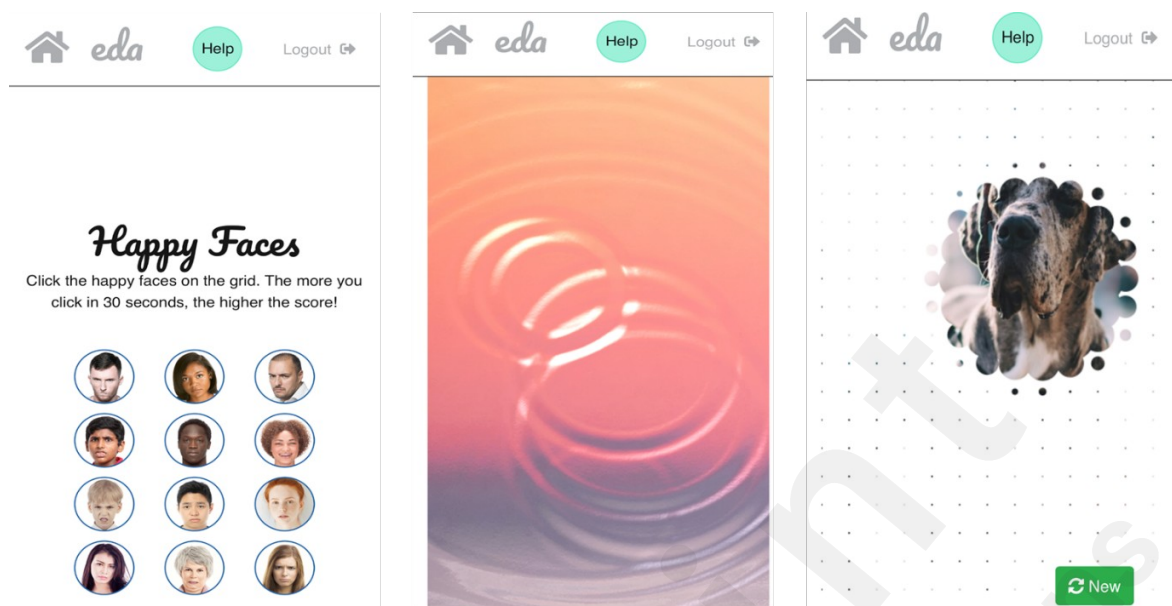 eda
Help
Logout
Happy Faces
Click the happy faces on the grid. The more you
click in 30 seconds, the higher the score!
eda
Help
Logout
eda
Help
Logout
New